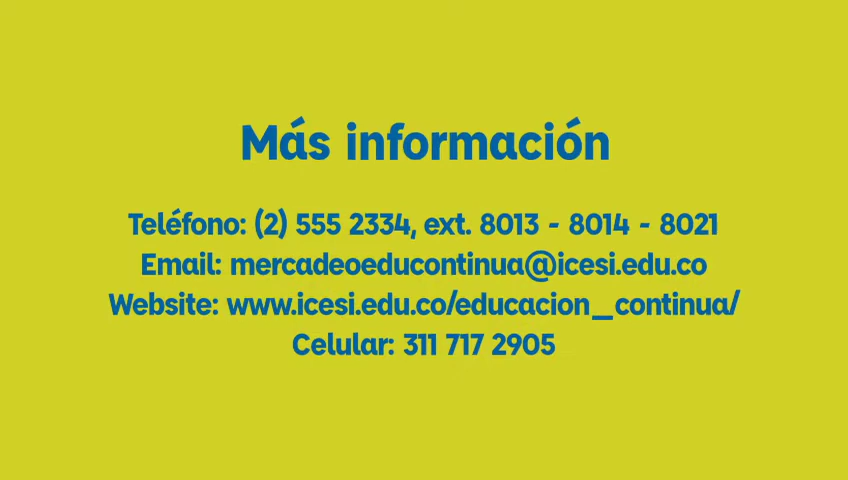 Más información
Teléfono: (2) 555 2334, ext. 8013 - 8014 - 8021
Email: mercadeoeducontinua@icesi.edu.co
Website: www.icesi.edu.co/educacion_continua/
Celular: 311 717 2905